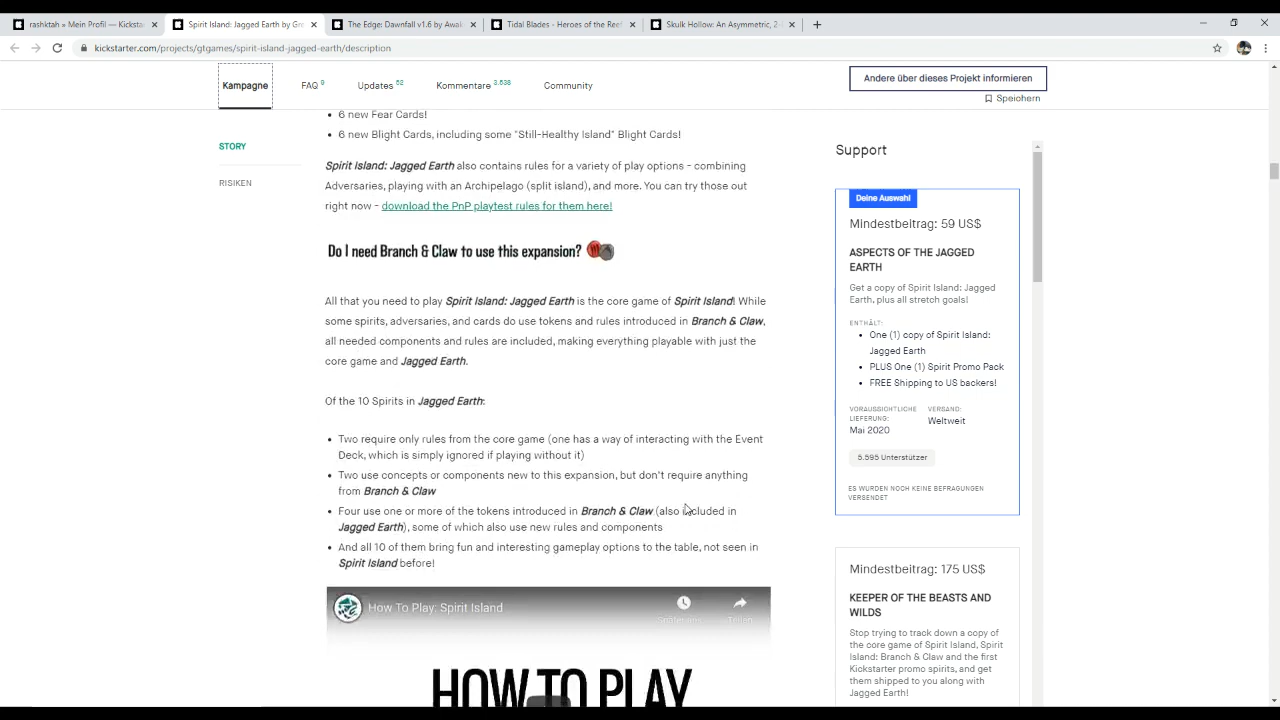 rashktah » Mein Profil — Kicksta
Spirit Island: Jagged Earth by Gr
The Edge: Dawnfall v1.6 by Awak
Tidal Blades - Heroes of the Ree
Skulk Hollow: An Asymmetric, 2-
kickstarter.com/projects/gtgames/spirit-island-jagged-earth/description
Kampagne
FAQ 9
Updates 52
Kommentare 3.538
Community
Andere über dieses Projekt informieren
Speichern
STORY
RISIKEN
6 new Fear Cards!
6 new Blight Cards, including some "Still-Healthy Island" Blight Cards!
Spirit Island: Jagged Earth also contains rules for a variety of play options - combining
Adversaries, playing with an Archipelago (split island), and more. You can try those out
right now - download the PnP playtest rules for them here!
Do I need Branch & Claw to use this expansion?
All that you need to play Spirit Island: Jagged Earth is the core game of Spirit Island! While
some spirits, adversaries, and cards do use tokens and rules introduced in Branch & Claw,
all needed components and rules are included, making everything playable with just the
core game and Jagged Earth.
Of the 10 Spirits in Jagged Earth:
Two require only rules from the core game (one has a way of interacting with the Event
Deck, which is simply ignored if playing without it)
Two use concepts or components new to this expansion, but don't require anything
from Branch & Claw
Four use one or more of the tokens introduced in Branch & Claw (also included in
Jagged Earth), some of which also use new rules and components
And all 10 of them bring fun and interesting gameplay options to the table, not seen in
Spirit Island before!
How To Play: Spirit Island
HOW TO PLAY
Support
Deine Auswahl
Mindestbeitrag: 59 US$
ASPECTS OF THE JAGGED
EARTH
Get a copy of Spirit Island: Jagged
Earth, plus all stretch goals!
ENTHÄLT:
One (1) copy of Spirit Island:
Jagged Earth
PLUS One (1) Spirit Promo Pack
FREE Shipping to US backers!
VORAUSSICHTLICHE
LIEFERUNG:
Mai 2020
VERSAND:
Weltweit
5.595 Unterstützer
ES WURDEN NOCH KEINE BEFRAGUNGEN
VERSENDET
Mindestbeitrag: 175 US$
KEEPER OF THE BEASTS AND
WILDS
Stop trying to track down a copy of
the core game of Spirit Island, Spirit
Island: Branch & Claw and the first
Kickstarter promo spirits, and get
them shipped to you along with
Jagged Earth!